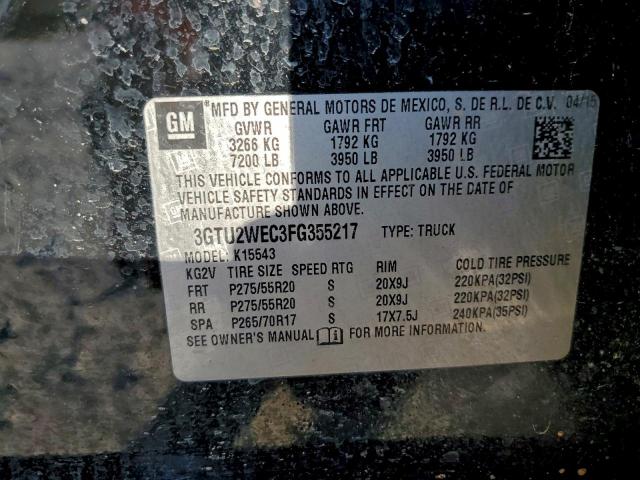 GM
® MFD BY GENERAL MOTORS DE MEXICO, S. DE R.L. DE C.V. 04/15
GVWR GAWR FRT GAWR RR
3266 KG 1792 KG 1792 KG
7200 LB 3950 LB 3950 LB
THIS VEHICLE CONFORMS TO ALL APPLICABLE U.S. FEDERAL MOTOR
VEHICLE SAFETY STANDARDS IN EFFECT ON THE DATE OF
MANUFACTURE SHOWN ABOVE.
3GTU2WEC3FG355217 TYPE: TRUCK
MODEL: K15543
KG2V TIRE SIZE SPEED RTG RIM COLD TIRE PRESSURE
FRT P275/55R20 S 20X9J 220KPA(32PSI)
RR P275/55R20 S 20X9J 220KPA(32PSI)
SPA P265/70R17 S 17X7.5J 240KPA(35PSI)
SEE OWNER'S MANUAL FOR MORE INFORMATION.